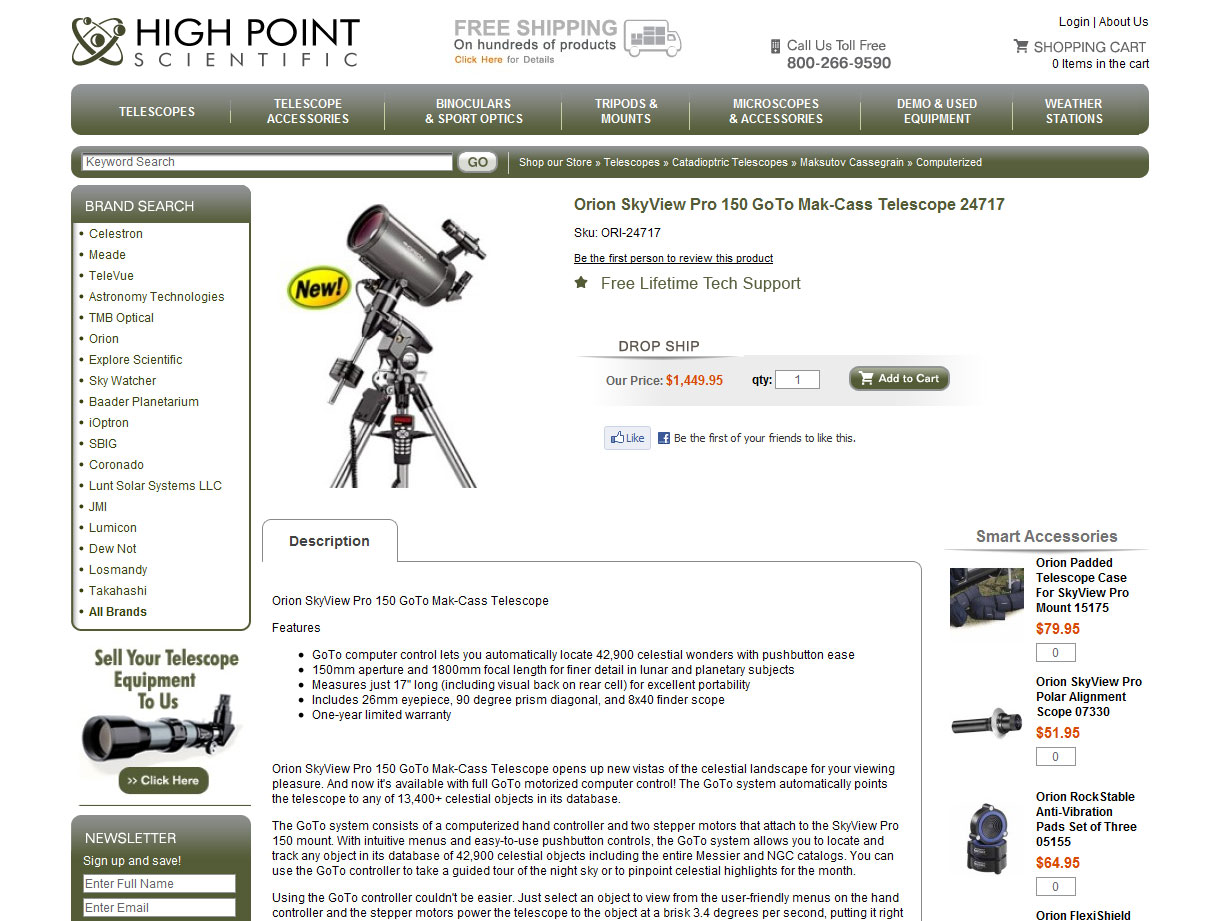 HIGH POINT
SCIENTIFIC
FREE SHIPPING
On hundreds of products
Click Here for Details
Call Us Toll Free
800-266-9590
Login | About Us
SHOPPING CART
0 Items in the cart
TELESCOPES
TELESCOPE
ACCESSORIES
BINOCULARS
& SPORT OPTICS
TRIPODS &
MOUNTS
MICROSCOPES
& ACCESSORIES
DEMO & USED
EQUIPMENT
WEATHER
STATIONS
Keyword Search
GO
Shop our Store » Telescopes » Catadioptric Telescopes » Maksutov Cassegrain » Computerized
BRAND SEARCH
• Celestron
• Meade
• TeleVue
• Astronomy Technologies
• TMB Optical
• Orion
• Explore Scientific
• Sky Watcher
• Baader Planetarium
• iOptron
• SBIG
• Coronado
• Lunt Solar Systems LLC
• JMI
• Lumicon
• Dew Not
• Losmandy
• Takahashi
• All Brands
Sell Your Telescope
Equipment
To Us
>> Click Here
NEWSLETTER
Sign up and save!
Enter Full Name
Enter Email
New!
Orion SkyView Pro 150 GoTo Mak-Cass Telescope 24717
Sku: ORI-24717
Be the first person to review this product
Free Lifetime Tech Support
DROP SHIP
Our Price: $1,449.95
qty: 1
Add to Cart
Like
Be the first of your friends to like this.
Description
Orion SkyView Pro 150 GoTo Mak-Cass Telescope
Features
• GoTo computer control lets you automatically locate 42,900 celestial wonders with pushbutton ease
• 150mm aperture and 1800mm focal length for finer detail in lunar and planetary subjects
• Measures just 17" long (including visual back on rear cell) for excellent portability
• Includes 26mm eyepiece, 90 degree prism diagonal, and 8x40 finder scope
• One-year limited warranty
Orion SkyView Pro 150 GoTo Mak-Cass Telescope opens up new vistas of the celestial landscape for your viewing
pleasure. And now it's available with full GoTo motorized computer control! The GoTo system automatically points
the telescope to any of 13,400+ celestial objects in its database.
The GoTo system consists of a computerized hand controller and two stepper motors that attach to the SkyView Pro
150 mount. With intuitive menus and easy-to-use pushbutton controls, the GoTo system allows you to locate and
track any object in its database of 42,900 celestial objects including the entire Messier and NGC catalogs. You can
use the GoTo controller to take a guided tour of the night sky or to pinpoint celestial highlights for the month.
Using the GoTo controller couldn't be easier. Just select an object to view from the user-friendly menus on the hand
controller and the stepper motors power the telescope to the object at a brisk 3.4 degrees per second, putting it right
Smart Accessories
Orion Padded
Telescope Case
For SkyView Pro
Mount 15175
$79.95
0
Orion SkyView Pro
Polar Alignment
Scope 07330
$51.95
0
Orion RockStable
Anti-Vibration
Pads Set of Three
05155
$64.95
0
Orion FlexiShield